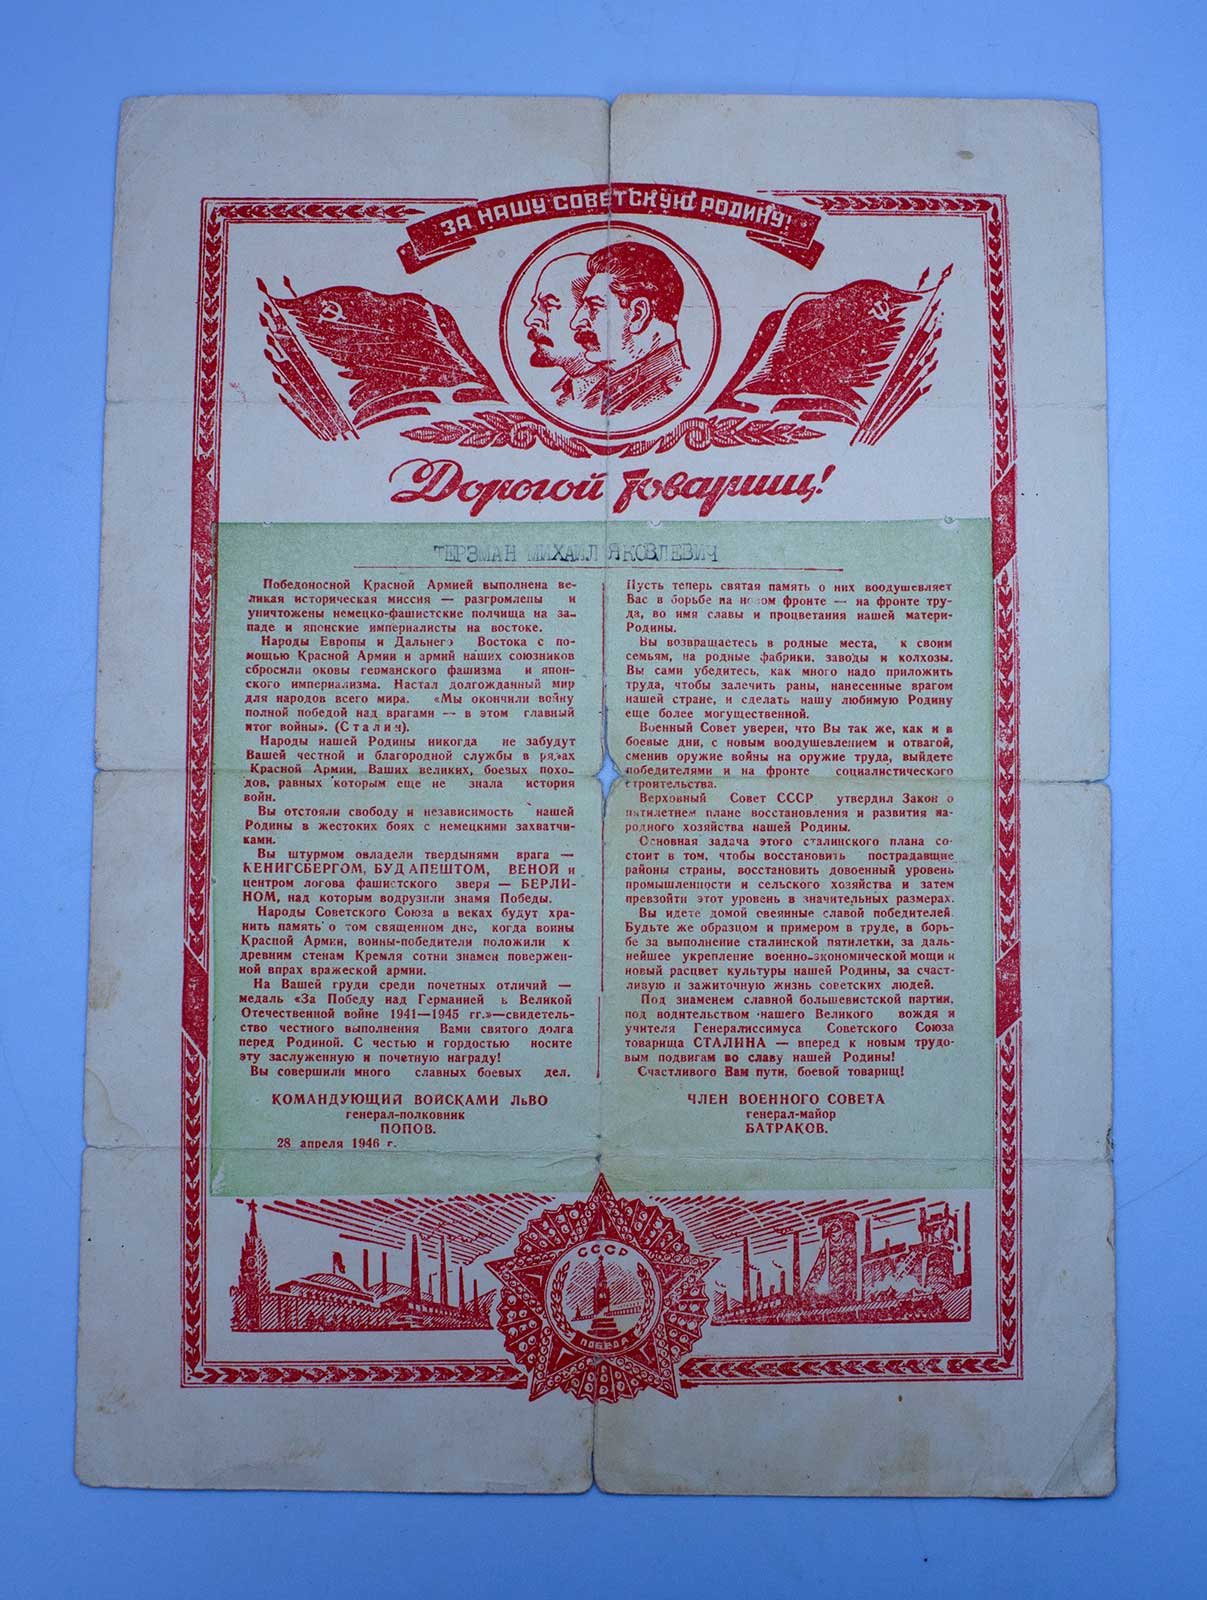 ЗА НАШУ СОВЕТСКУЮ РОДИНУ!
Дорогой товарищ!
ТЕРЗМАН МИХАИЛ ЯКОВЛЕВИЧ
Победоносной Красной Армией выполнена ве-
ликая историческая миссия — разгромлены и
уничтожены немецко-фашистские полчища на за-
паде и японские империалисты на востоке.
Народы Европы и Дальнего Востока с по-
мощью Красной Армии и армий наших союзников
сбросили оковы геоманского фашизма и япон-
ского империализма. Настал долгожданный мир
для народов всего мира. «Мы окончили войну
полной победой над врагами — в этом главный
итог войны». (Сталин).
Народы нашей Родины никогда не забудут
Вашей честной и благородной службы в рядах
Красной Армии, Ваших великих, боевых похо-
дов, равных которым еще не знала история
войн.
Вы отстояли свободу и независимость нашей
Родины в жестоких боях с немецкими захватчи-
ками.
Вы штурмом овладели твердынями врага —
КЕНИГСБЕРГОМ, БУДАПЕШТОМ, ВЕНОЙ и
центром логова фашистского зверя — БЕРЛИ-
НОМ, над которым водрузили знамя Победы.
Народы Советского Союза в веках будут хра-
нить память о том священном дне, когда воины
Красной Армии, воины-победители положили к
древним стенам Кремля сотни знамен повержен-
ной впрах вражеской армии.
На Вашей груди среди почетных отличий —
медаль «За Победу над Германией в Великой
Отечественной войне 1941—1945 гг.»—свидетель-
ство честного выполнения Вами святого долга
перед Родиной. С честью и гордостью носите
эту заслуженную и почетную награду!
Вы совершили много славных боевых дел.
КОМАНДУЮЩИЙ ВОЙСКАМИ ЛьВО
генерал-полковник
ПОПОВ.
28 апреля 1946 г.
Пусть теперь святая память о них воодушевляет
Вас в борьбе на новом фронте — на фронте тру-
да, во имя славы и процветания нашей матери-
Родины.
Вы возвращаетесь в родные места, к своим
семьям, на родные фабрики, заводы и колхозы.
Вы сами убедитесь, как много надо приложить
труда, чтобы залечить раны, нанесенные врагом
нашей стране, и сделать нашу любимую Родину
еще более могущественной.
Военный Совет уверен, что Вы так же, как и в
боевые дни, с новым воодушевлением и отвагой,
сменив оружие войны на оружие труда, выйдете
победителями и на фронте социалистического
строительства.
Верховный Совет СССР утвердил Закон о
пятилетнем плане восстановления и развития на-
родного хозяйства нашей Родины.
Основная задача этого сталинского плана со-
стоит в том, чтобы восстановить пострадавшие
районы страны, восстановить довоенный уровень
промышленности и сельского хозяйства и затем
превзойти этот уровень в значительных размерах.
Вы идете домой овеянные славой победителей.
Будьте же образцом и примером в труде, в борь-
бе за выполнение сталинской пятилетки, за даль-
нейшее укрепление военно-экономической мощи и
новый расцвет культуры нашей Родины, за счаст-
ливую и зажиточную жизнь советских людей.
Под знаменем славной большевистской партии,
под водительством нашего Великого вождя и
учителя Генералиссимуса Советского Союза
товарища СТАЛИНА — вперед к новым трудо-
вым подвигам во славу нашей Родины!
Счастливого Вам пути, боевой товарищ!
ЧЛЕН ВОЕННОГО СОВЕТА
генерал-майор
БАТРАКОВ.
СССР
ПОБЕДА